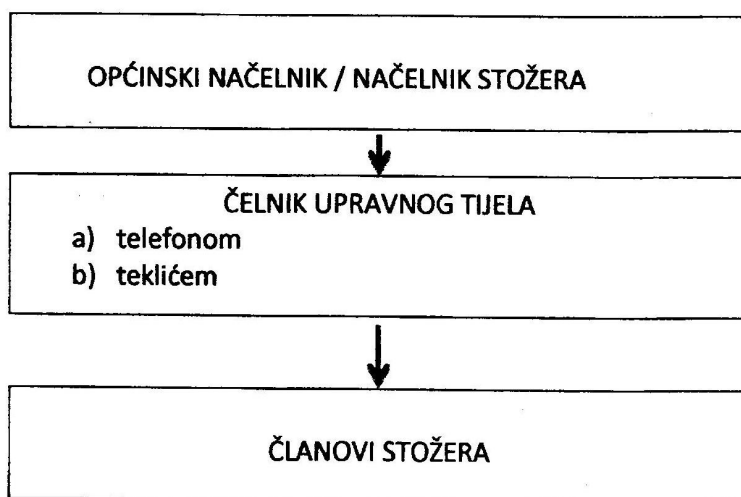 OPĆINSKI NAČELNIK / NAČELNIK STOŽERA
ČELNIK UPRAVNOG TIJELA
a) telefonom
b) teklićem
ČLANOVI STOŽERA